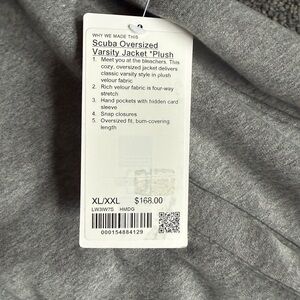 WHY WE MADE THIS
Scuba Oversized
Varsity Jacket *Plush
1. Meet you at the bleachers. This
cozy, oversized jacket delivers
classic varsity style in plush
velour fabric
2. Rich velour fabric is four-way
stretch
3. Hand pockets with hidden card
sleeve
4. Snap closures
5. Oversized fit, bum-covering
length
XL/XXL $168.00
LW3IW7S HMDG
000154884129